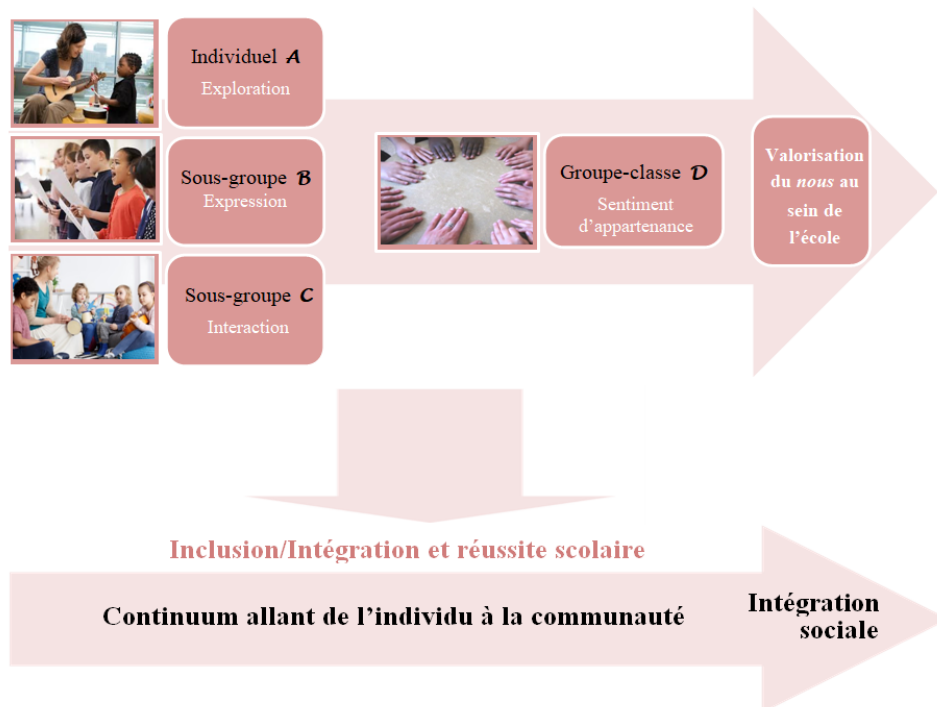 Individuel A
Exploration
Sous-groupe B
Expression
Sous-groupe C
Interaction
Groupe-classe D
Sentiment
d'appartenance
Valorisation
du nous au
sein de
l'école
Inclusion/Intégration et réussite scolaire
Continuum allant de l'individu à la communauté
Intégration
sociale